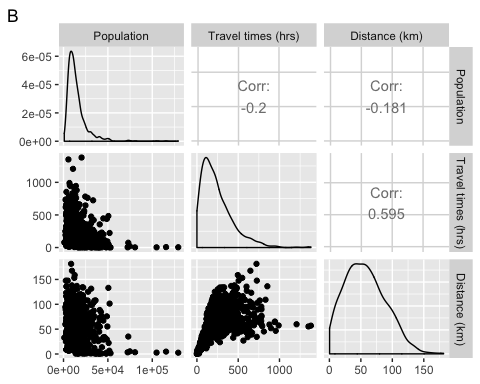 B
Population Travel times (hrs) Distance (km)
6e-05
4e-05
2e-05
0e+00
Corr:
-0.2
Corr:
-0.181
Population
1000
500
0
Corr:
0.595
Travel times (hrs)
150
100
50
0
Distance (km)
0e+00 5e+04 1e+05 0 500 1000 0 50 100 150